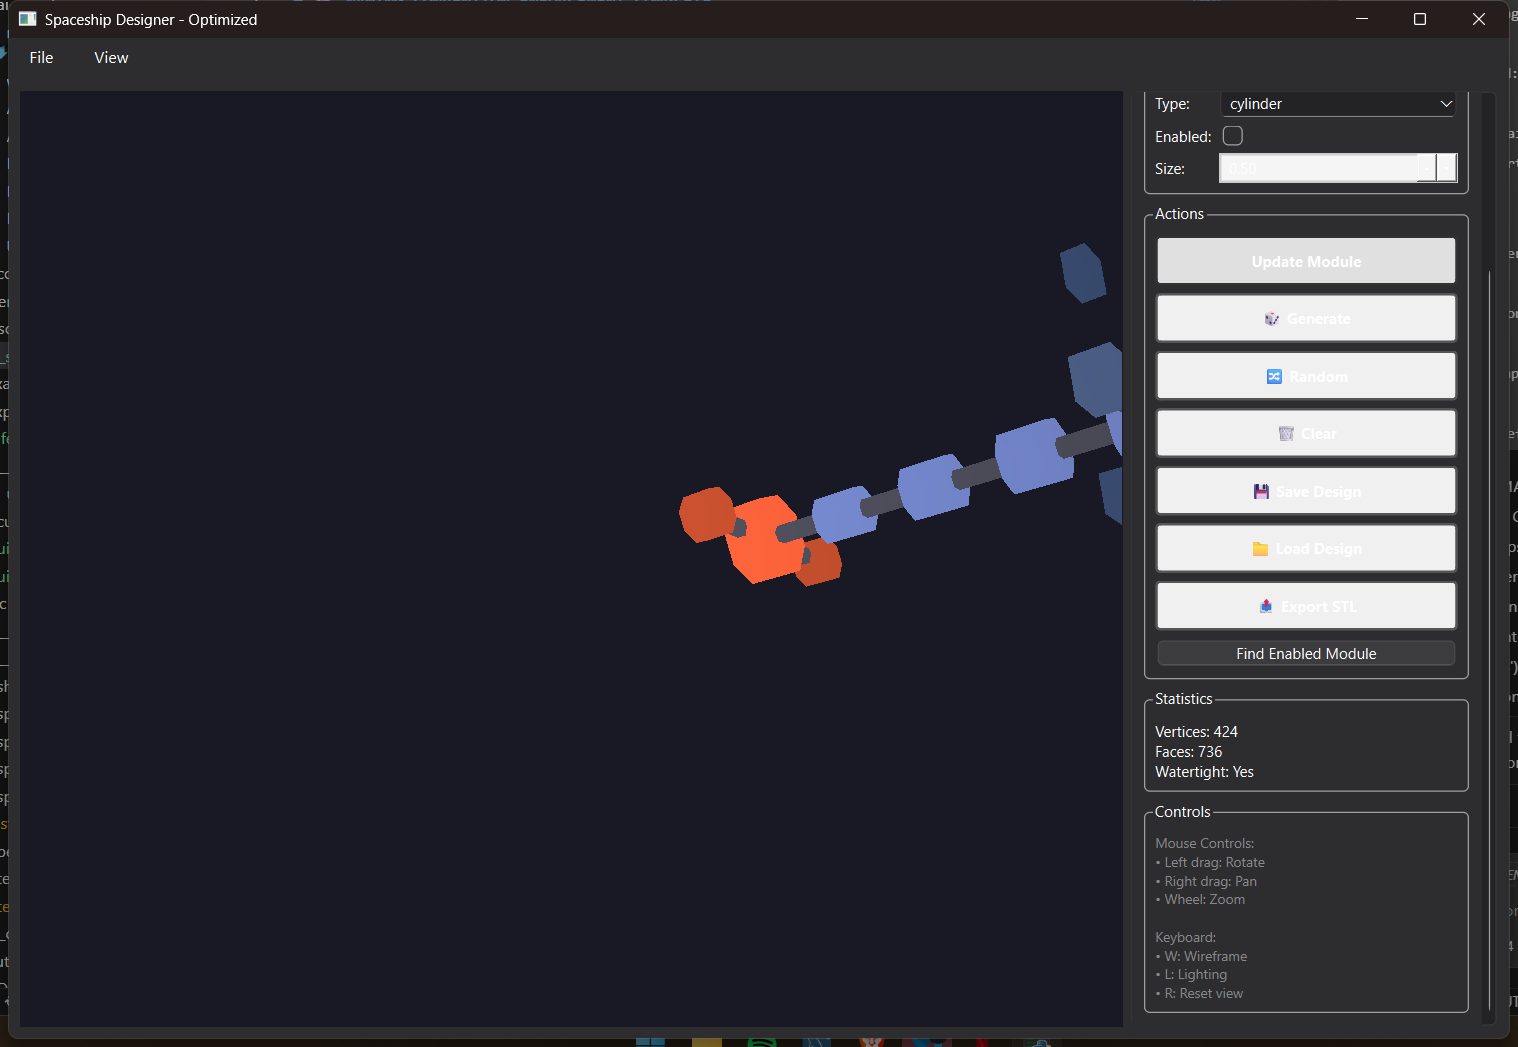 Spaceship Designer - Optimized
File
View
Type:
cylinder
Enabled:
Size:
0.50
Actions
Update Module
Generate
Random
Clear
Save Design
Load Design
Export STL
Find Enabled Module
Statistics
Vertices: 424
Faces: 736
Watertight: Yes
Controls
Mouse Controls:
• Left drag: Rotate
• Right drag: Pan
• Wheel: Zoom
Keyboard:
• W: Wireframe
• L: Lighting
• R: Reset view